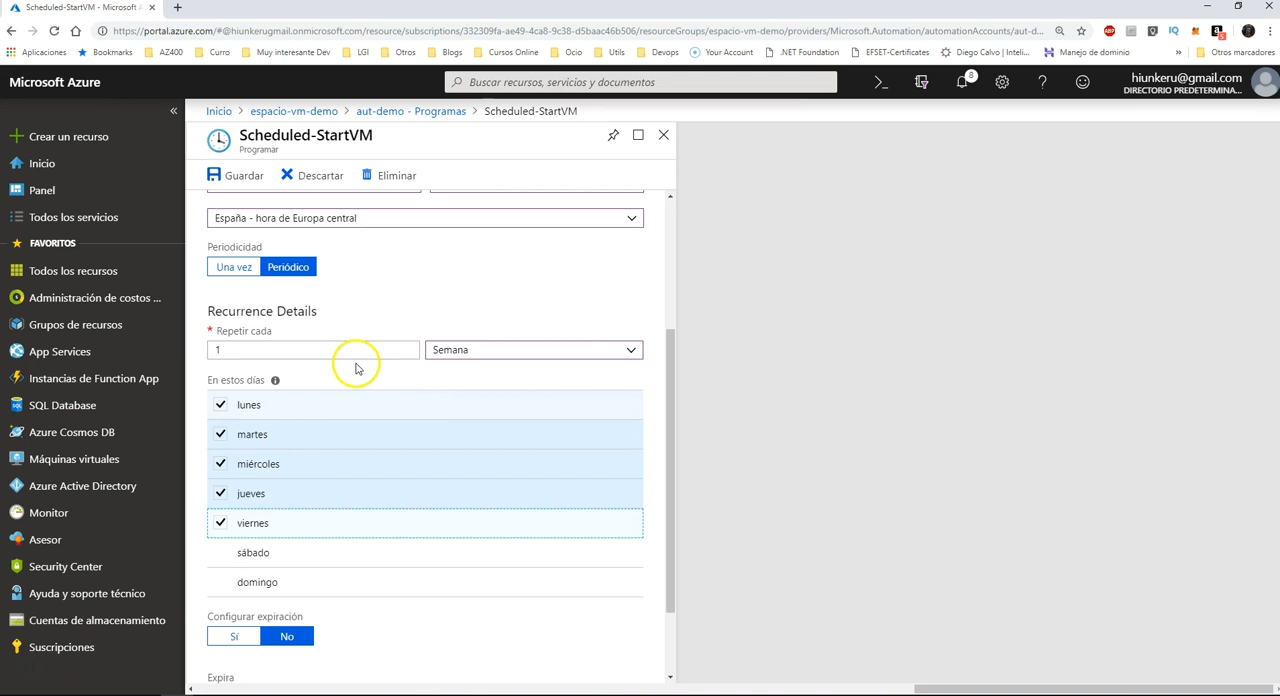 Scheduled-StartVM - Microsoft A
https://portal.azure.com/#@hiunkerugmail.onmicrosoft.com/resource/subscriptions/332309fa-ae49-4ca8-9c38-d5baac46b506/resourceGroups/espacio-vm-demo/providers/Microsoft.Automation/automationAccounts/aut-d...
Aplicaciones Bookmarks AZ400 Curro Muy interesante Dev LGI Otros Blogs Cursos Online Ocio Utils Devops Your Account .NET Foundation EFSET-Certificates Diego Calvo | Inteli... Manejo de dominio » Otros marcadores
Microsoft Azure
Buscar recursos, servicios y documentos
8
hiunkeru@gmail.com
DIRECTORIO PREDETERMINA...
«
Inicio > espacio-vm-demo > aut-demo - Programas > Scheduled-StartVM
Crear un recurso
Inicio
Panel
Todos los servicios
FAVORITOS
Todos los recursos
Administración de costos ...
Grupos de recursos
App Services
Instancias de Function App
SQL Database
Azure Cosmos DB
Máquinas virtuales
Azure Active Directory
Monitor
Asesor
Security Center
Ayuda y soporte técnico
Cuentas de almacenamiento
Suscripciones
Scheduled-StartVM
Programar
Guardar Descartar Eliminar
España - hora de Europa central
Periodicidad
Una vez Periódico
Recurrence Details
* Repetir cada
1 Semana
En estos días
lunes
martes
miércoles
jueves
viernes
sábado
domingo
Configurar expiración
Sí No
Expira